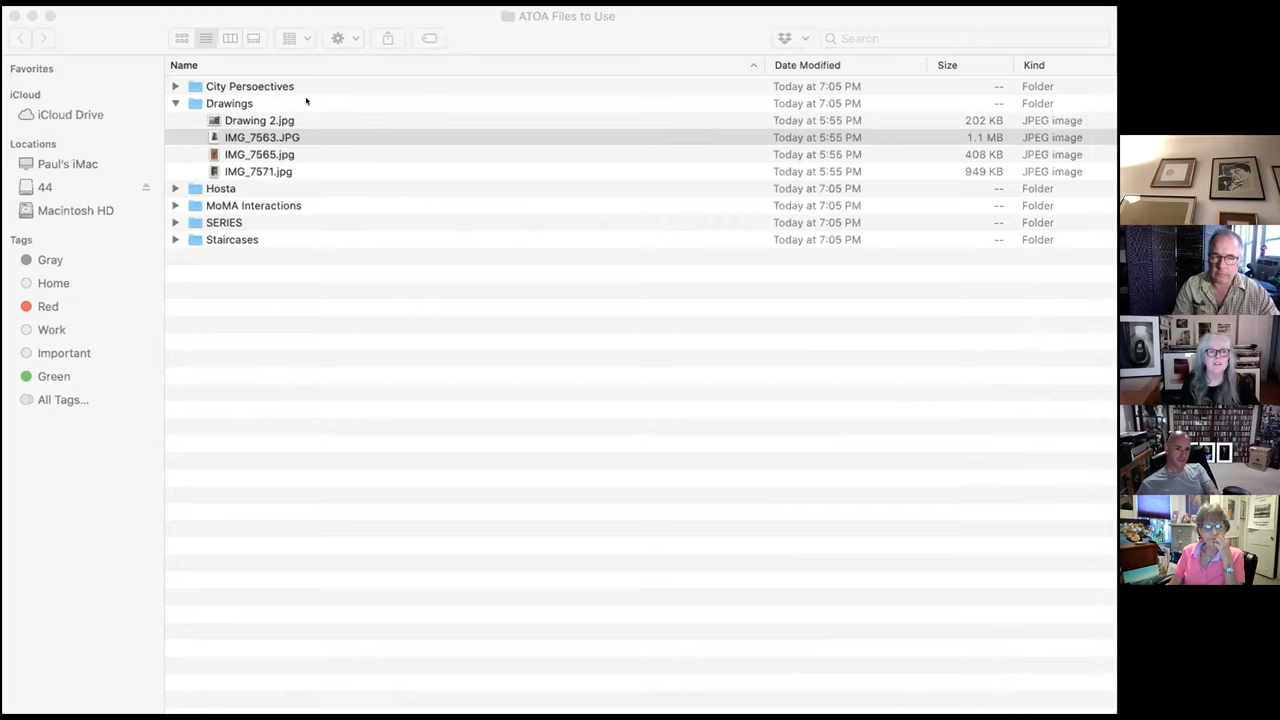 ATOA Files to Use
Search
Favorites
iCloud
iCloud Drive
Locations
Paul's iMac
44
Macintosh HD
Tags
Gray
Home
Red
Work
Important
Green
All Tags...
Name Date Modified Size Kind
City Persoectives Today at 7:05 PM -- Folder
Drawings Today at 7:05 PM -- Folder
Drawing 2.jpg Today at 5:55 PM 202 KB JPEG image
IMG_7563.JPG Today at 5:55 PM 1.1 MB JPEG image
IMG_7565.jpg Today at 5:55 PM 408 KB JPEG image
IMG_7571.jpg Today at 5:55 PM 949 KB JPEG image
Hosta Today at 7:05 PM -- Folder
MoMA Interactions Today at 7:05 PM -- Folder
SERIES Today at 7:05 PM -- Folder
Staircases Today at 7:05 PM -- Folder